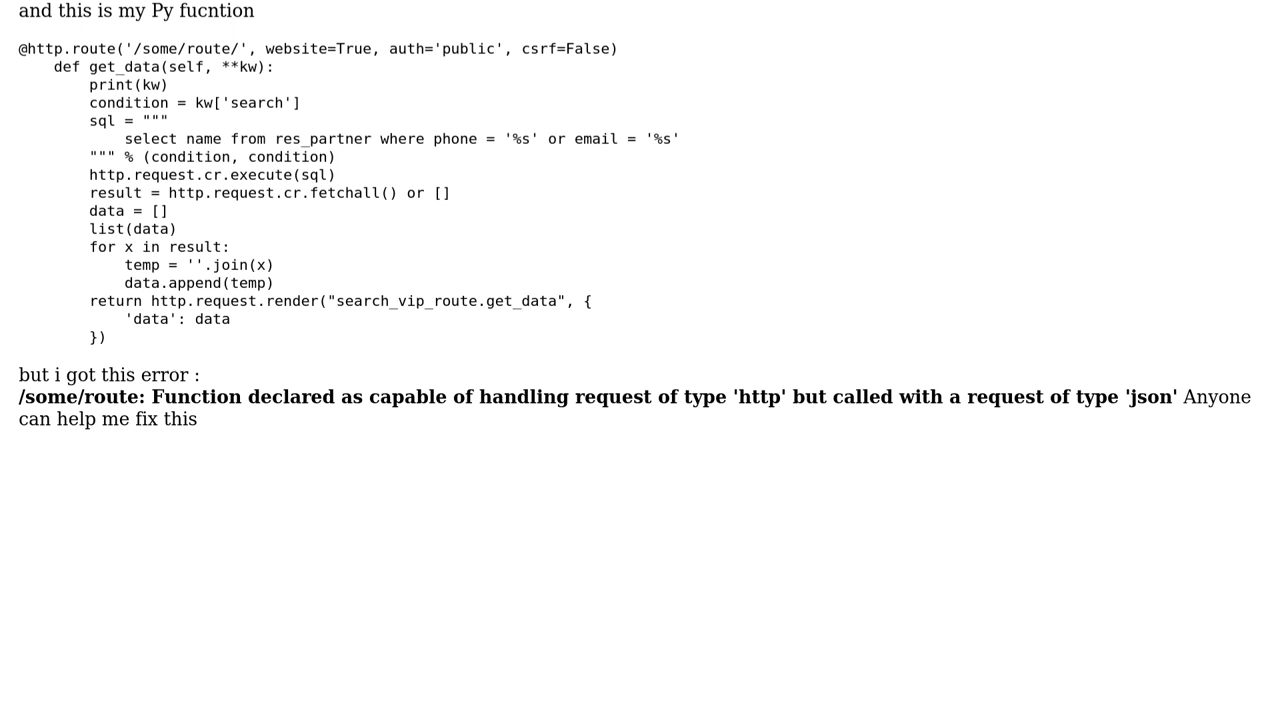 and this is my Py fucntion
@http.route('/some/route/', website=True, auth='public', csrf=False)
    def get_data(self, **kw):
        print(kw)
        condition = kw['search']
        sql = """
            select name from res_partner where phone = '%s' or email = '%s'
        """ % (condition, condition)
        http.request.cr.execute(sql)
        result = http.request.cr.fetchall() or []
        data = []
        list(data)
        for x in result:
            temp = ''.join(x)
            data.append(temp)
        return http.request.render("search_vip_route.get_data", {
            'data': data
        })
but i got this error :
/some/route: Function declared as capable of handling request of type 'http' but called with a request of type 'json' Anyone
can help me fix this